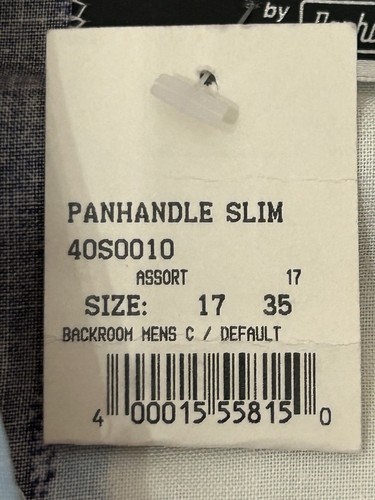 by
PANHANDLE SLIM
40S0010
ASSORT 17
SIZE: 17 35
BACKROOM MENS C / DEFAULT
4 00015 55815 0